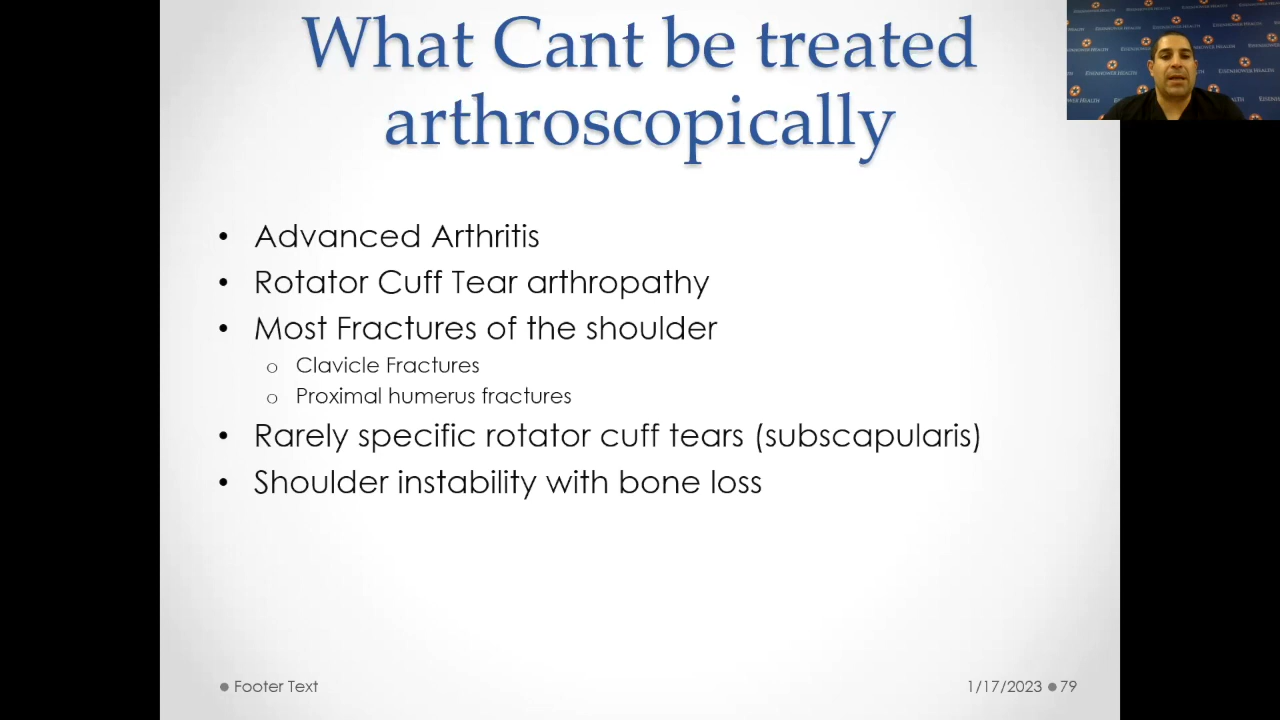 What Cant be treated
arthroscopically
• Advanced Arthritis
• Rotator Cuff Tear arthropathy
• Most Fractures of the shoulder
o Clavicle Fractures
o Proximal humerus fractures
• Rarely specific rotator cuff tears (subscapularis)
• Shoulder instability with bone loss
Footer Text
1/17/2023 ● 79
EISENHOWER HEALTH